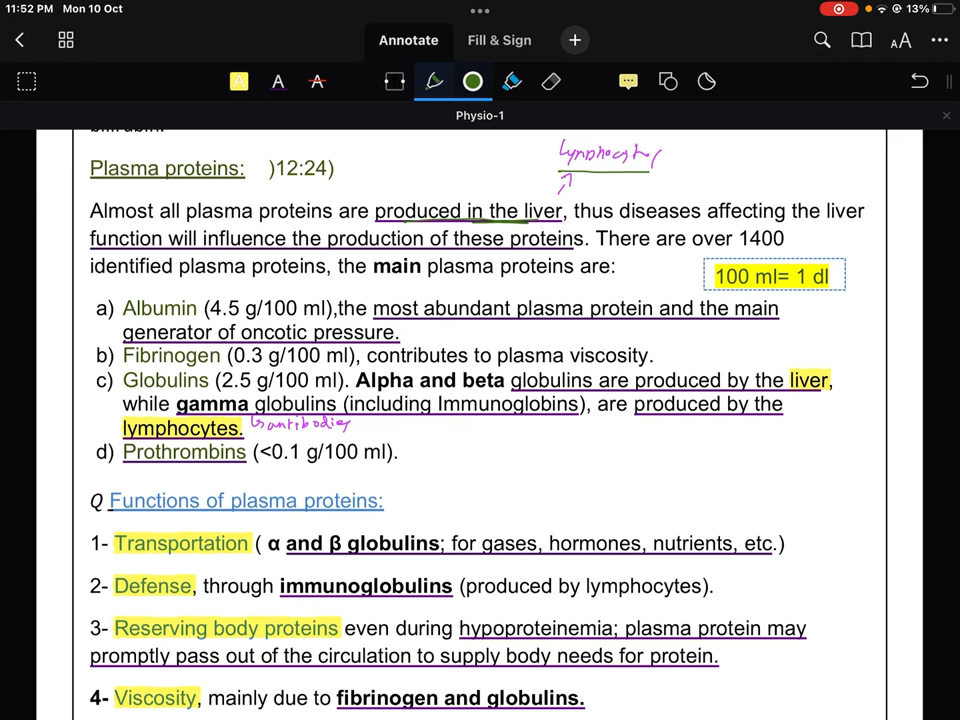 11:52 PM Mon 10 Oct
13%
Annotate
Fill & Sign
A A A
AA
Physio-1
Plasma proteins: )12:24)
lymphocytes
Almost all plasma proteins are produced in the liver, thus diseases affecting the liver
function will influence the production of these proteins. There are over 1400
identified plasma proteins, the main plasma proteins are:
100 ml= 1 dl
a) Albumin (4.5 g/100 ml),the most abundant plasma protein and the main
generator of oncotic pressure.
b) Fibrinogen (0.3 g/100 ml), contributes to plasma viscosity.
c) Globulins (2.5 g/100 ml). Alpha and beta globulins are produced by the liver,
while gamma globulins (including Immunoglobins), are produced by the
lymphocytes. antibodies
d) Prothrombins (<0.1 g/100 ml).
Q Functions of plasma proteins:
1- Transportation ( α and β globulins; for gases, hormones, nutrients, etc.)
2- Defense, through immunoglobulins (produced by lymphocytes).
3- Reserving body proteins even during hypoproteinemia; plasma protein may
promptly pass out of the circulation to supply body needs for protein.
4- Viscosity, mainly due to fibrinogen and globulins.